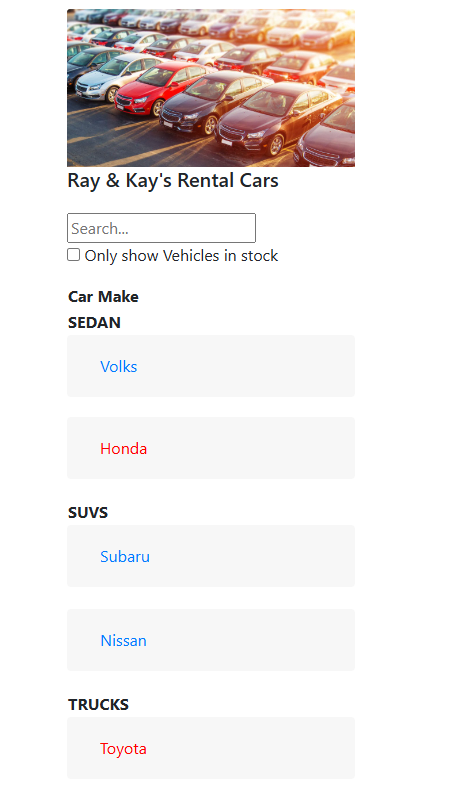 Ray & Kay's Rental Cars
Search...
Only show Vehicles in stock
Car Make
SEDAN
Volks
Honda
SUVS
Subaru
Nissan
TRUCKS
Toyota